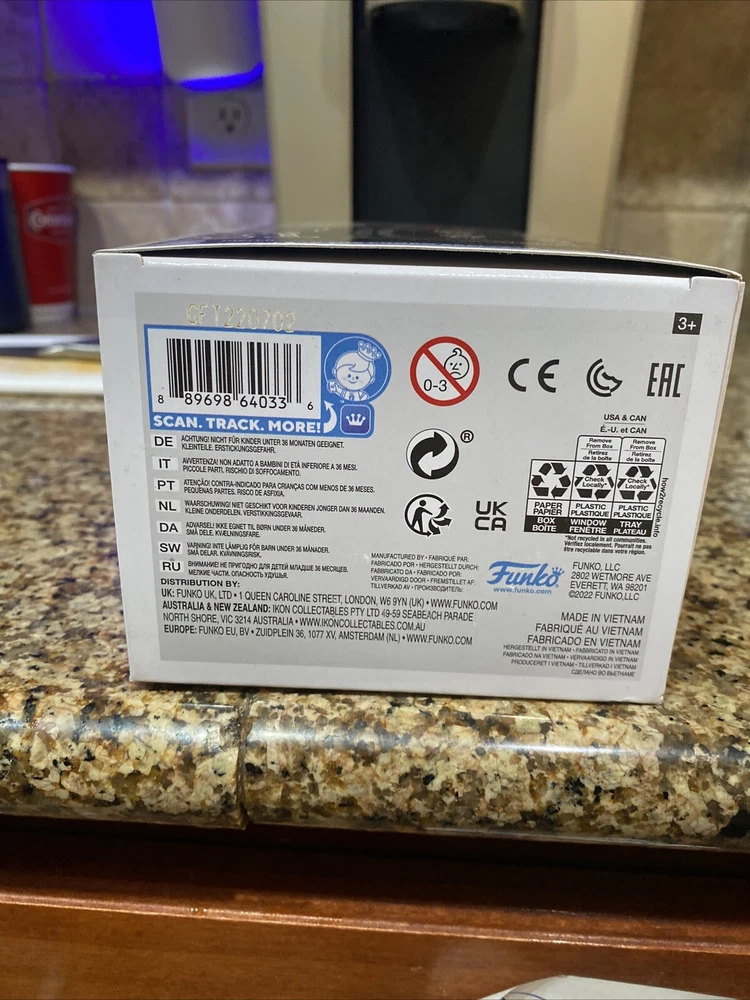 GFT220702
3+
8 89698 64033 6
SCAN. TRACK. MORE!
0-3
CE
EAC
®
UK
CA
USA & CAN
É.-U. et CAN
Remove From Box
Retirez de la boîte
Remove From Box
Retirez de la boîte
Check Locally*
Check Locally*
PAPER
PAPIER
PLASTIC
PLASTIQUE
PLASTIC
PLASTIQUE
BOX
BOÎTE
WINDOW
FENÊTRE
TRAY
PLATEAU
*Not recycled in all communities.
Vérifiez localement. Pourrait ne pas
être recyclable dans votre région.
how2recycle.info
DE ACHTUNG! NICHT FÜR KINDER UNTER 36 MONATEN GEEIGNET.
KLEINTEILE. ERSTICKUNGSGEFAHR.
IT AVVERTENZA! NON ADATTO A BAMBINI DI ETÀ INFERIORE A 36 MESI.
PICCOLE PARTI, RISCHIO DI SOFFOCAMENTO.
PT ATENÇÃO! CONTRA-INDICADO PARA CRIANÇAS COM MENOS DE 36 MESES.
PEQUENAS PARTES. RISCO DE ASFIXIA.
NL WAARSCHUWING! NIET GESCHIKT VOOR KINDEREN JONGER DAN 36 MAANDEN.
KLEINE ONDERDELEN. VERSTIKKINGSGEVAAR.
DA ADVARSEL! IKKE EGNET TIL BØRN UNDER 36 MÅNEDER.
SMÅ DELE. KVÆLNINGSFARE.
SW VARNING! INTE LÄMPLIG FÖR BARN UNDER 36 MÅNADER.
SMÅ DELAR. KVÄVNINGSRISK.
RU ВНИМАНИЕ! НЕ ПРИГОДНО ДЛЯ ДЕТЕЙ МЛАДШЕ 36 МЕСЯЦЕВ.
МЕЛКИЕ ЧАСТИ. ОПАСНОСТЬ УДУШЬЯ.
DISTRIBUTION BY:
UK: FUNKO UK, LTD • 1 QUEEN CAROLINE STREET, LONDON, W6 9YN (UK) • WWW.FUNKO.COM
AUSTRALIA & NEW ZEALAND: IKON COLLECTABLES PTY LTD 49-59 SEABEACH PARADE
NORTH SHORE, VIC 3214 AUSTRALIA • WWW.IKONCOLLECTABLES.COM.AU
EUROPE: FUNKO EU, BV • ZUIDPLEIN 36, 1077 XV, AMSTERDAM (NL) • WWW.FUNKO.COM
MANUFACTURED BY • FABRIQUÉ PAR:
FABRICADO POR • HERGESTELLT DURCH:
FABBRICATO DA • FABRICADO POR:
VERVAARDIGD DOOR • FREMSTILLET AF:
TILLVERKAD AV • ПРОИЗВОДИТЕЛЬ:
Funko
www.funko.com
FUNKO, LLC
2802 WETMORE AVE
EVERETT, WA 98201
©2022 FUNKO,LLC
MADE IN VIETNAM
FABRIQUÉ AU VIETNAM
FABRICADO EN VIETNAM
HERGESTELLT IN VIETNAM • FABBRICATO IN VIETNAM
FABRICADO NA VIETNAM • VERVAARDIGD IN VIETNAM
PRODUCERET I VIETNAM • TILLVERKAD I VIETNAM
СДЕЛАНО ВО ВЬЕТНАМЕ